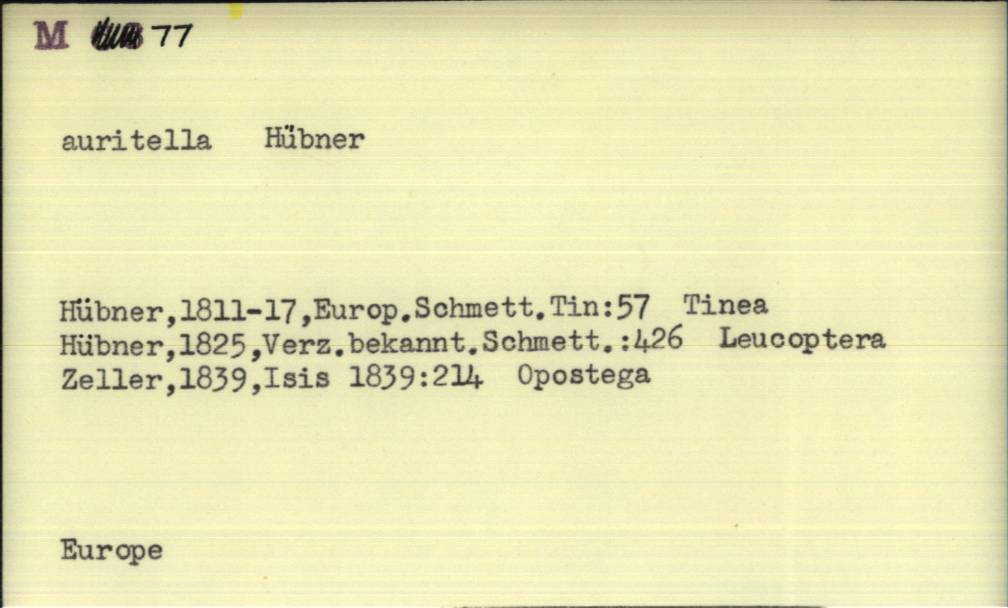 M 77
auritella Hübner
Hübner,1811-17,Europ.Schmett.Tin:57 Tinea
Hübner,1825,Verz.bekannt.Schmett.:426 Leucoptera
Zeller,1839,Isis 1839:214 Opostega
Europe